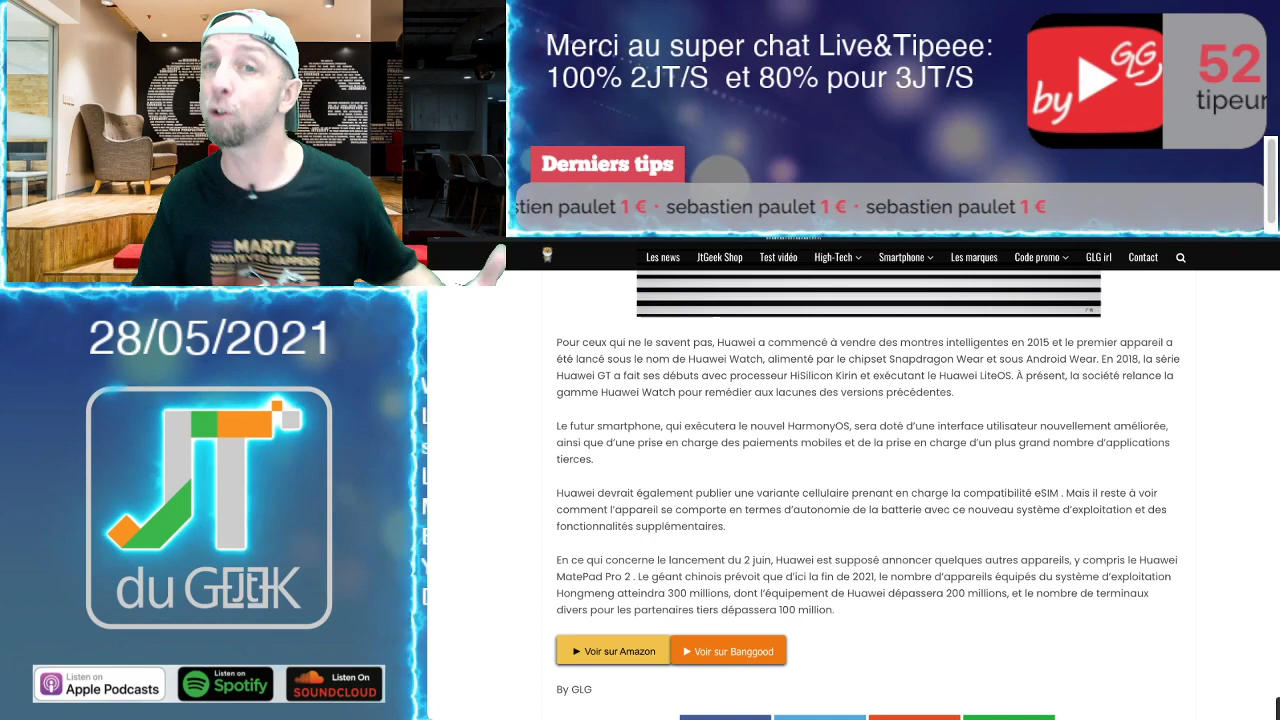 MARTY
WHATEVER HAPPENS
Merci au super chat Live&Tipeee:
100% 2JT/S et 30% pour 3JT/S
by GLG
52
tipeur
Derniers tips
stien paulet 1 € • sebastien paulet 1 € • sebastien paulet 1 €
Les news JtGeek Shop Test vidéo High-Tech Smartphone Les marques Code promo GLG irl Contact
28/05/2021
JT
du GEEK
Listen on Apple Podcasts
Listen on Spotify
Listen On SOUNDCLOUD
Pour ceux qui ne le savent pas, Huawei a commencé à vendre des montres intelligentes en 2015 et le premier appareil a
été lancé sous le nom de Huawei Watch, alimenté par le chipset Snapdragon Wear et sous Android Wear. En 2018, la série
Huawei GT a fait ses débuts avec processeur HiSilicon Kirin et exécutant le Huawei LiteOS. À présent, la société relance la
gamme Huawei Watch pour remédier aux lacunes des versions précédentes.
Le futur smartphone, qui exécutera le nouvel HarmonyOS, sera doté d'une interface utilisateur nouvellement améliorée,
ainsi que d'une prise en charge des paiements mobiles et de la prise en charge d'un plus grand nombre d'applications
tierces.
Huawei devrait également publier une variante cellulaire prenant en charge la compatibilité eSIM . Mais il reste à voir
comment l'appareil se comporte en termes d'autonomie de la batterie avec ce nouveau système d'exploitation et des
fonctionnalités supplémentaires.
En ce qui concerne le lancement du 2 juin, Huawei est supposé annoncer quelques autres appareils, y compris le Huawei
MatePad Pro 2 . Le géant chinois prévoit que d'ici la fin de 2021, le nombre d'appareils équipés du système d'exploitation
Hongmeng atteindra 300 millions, dont l'équipement de Huawei dépassera 200 millions, et le nombre de terminaux
divers pour les partenaires tiers dépassera 100 million.
► Voir sur Amazon
► Voir sur Banggood
By GLG